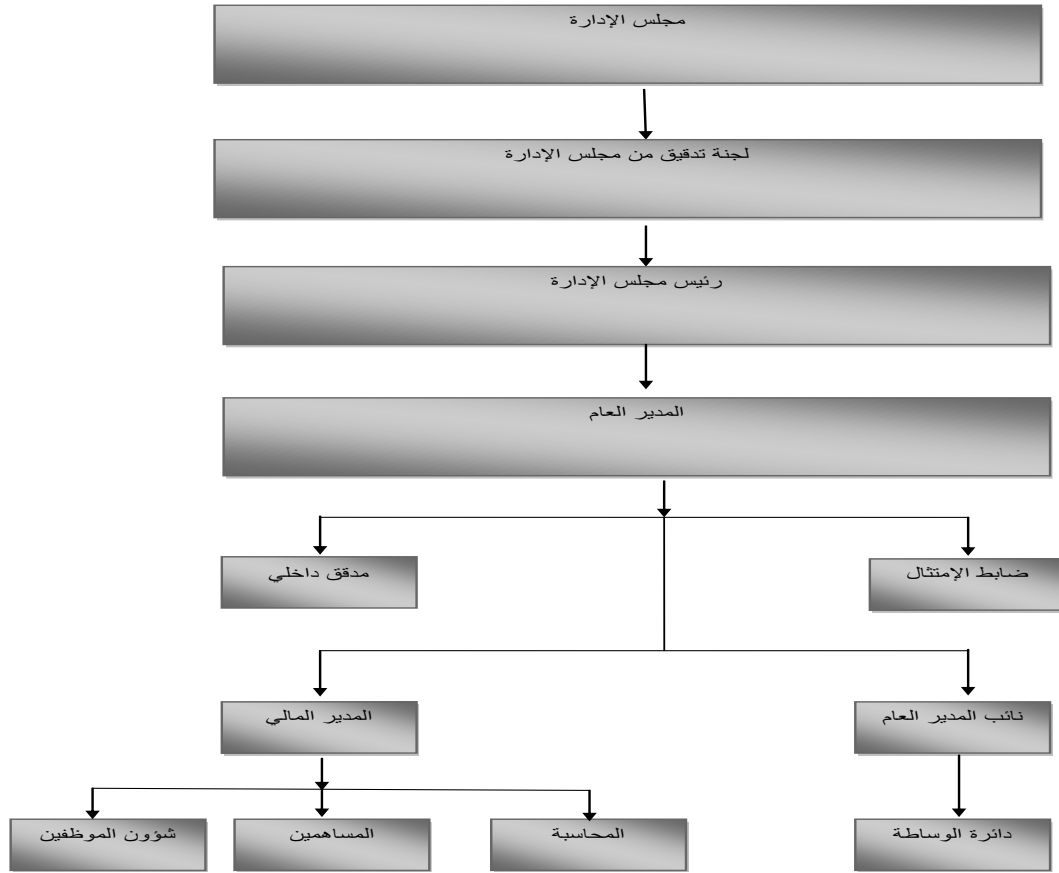 مجلس الإدارة
لجنة تدقيق من مجلس الإدارة
رئيس مجلس الإدارة
المدير العام
ضابط الإمتثال
مدقق داخلي
نائب المدير العام
المدير المالي
دائرة الوساطة
المحاسبة
المساهمين
شؤون الموظفين